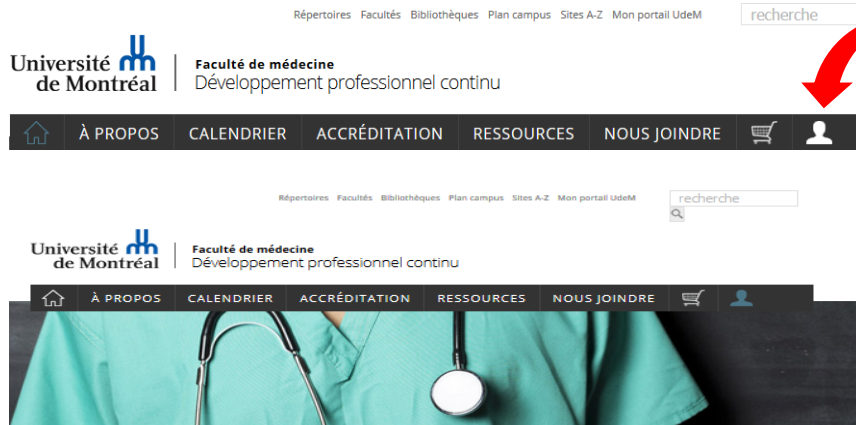 Répertoires Facultés Bibliothèques Plan campus Sites A-Z Mon portail UdeM recherche
Université de Montréal
Faculté de médecine
Développement professionnel continu
À PROPOS CALENDRIER ACCRÉDITATION RESSOURCES NOUS JOINDRE
Répertoires Facultés Bibliothèques Plan campus Sites A-Z Mon portail UdeM recherche
Université de Montréal
Faculté de médecine
Développement professionnel continu
À PROPOS CALENDRIER ACCRÉDITATION RESSOURCES NOUS JOINDRE